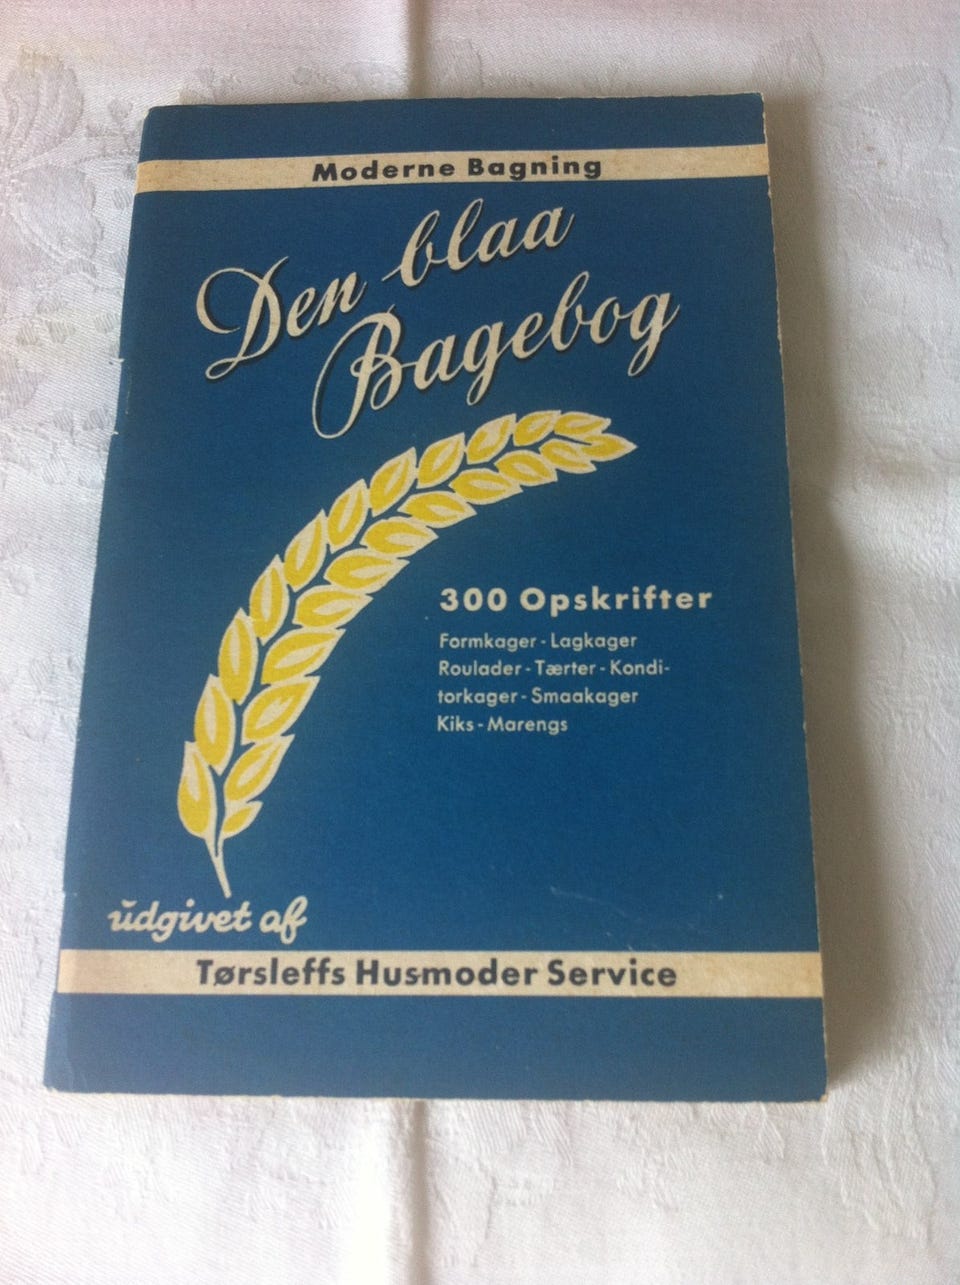 Moderne Bagning
Den blaa
Bagebog
300 Opskrifter
Formkager - Lagkager
Roulader - Tærter - Kondi-
torkager - Smaakager
Kiks - Marengs
udgivet af
Tørsleffs Husmoder Service